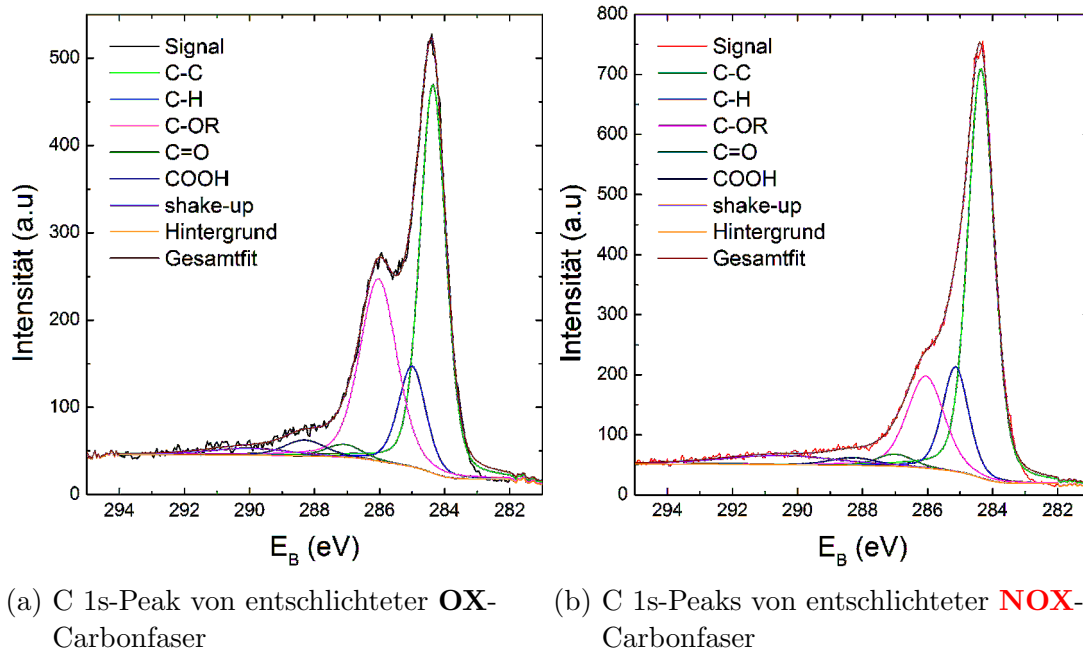 Intensität (a.u)
500
400
300
200
100
0
Signal
C-C
C-H
C-OR
C=O
COOH
shake-up
Hintergrund
Gesamtfit
294 292 290 288 286 284 282
E_B (eV)
(a) C 1s-Peak von entschlichteter OX-
Carbonfaser
Intensität (a.u)
800
700
600
500
400
300
200
100
0
Signal
C-C
C-H
C-OR
C=O
COOH
shake-up
Hintergrund
Gesamtfit
294 292 290 288 286 284 282
E_B (eV)
(b) C 1s-Peaks von entschlichteter NOX-
Carbonfaser